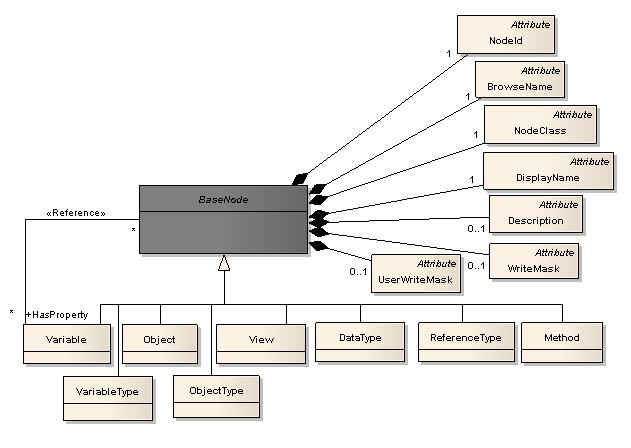 Attribute
NodeId
1
Attribute
BrowseName
1
Attribute
NodeClass
1
Attribute
DisplayName
1
BaseNode
«Reference»
*
Attribute
Description
0..1
Attribute
WriteMask
0..1
Attribute
UserWriteMask
0..1
*
+HasProperty
Variable
Object
View
DataType
ReferenceType
Method
VariableType
ObjectType